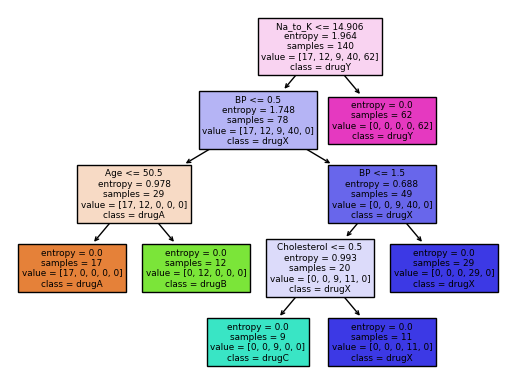 Na_to_K <= 14.906
entropy = 1.964
samples = 140
value = [17, 12, 9, 40, 62]
class = drugY
BP <= 0.5
entropy = 1.748
samples = 78
value = [17, 12, 9, 40, 0]
class = drugX
entropy = 0.0
samples = 62
value = [0, 0, 0, 0, 62]
class = drugY
Age <= 50.5
entropy = 0.978
samples = 29
value = [17, 12, 0, 0, 0]
class = drugA
BP <= 1.5
entropy = 0.688
samples = 49
value = [0, 0, 9, 40, 0]
class = drugX
entropy = 0.0
samples = 17
value = [17, 0, 0, 0, 0]
class = drugA
entropy = 0.0
samples = 12
value = [0, 12, 0, 0, 0]
class = drugB
Cholesterol <= 0.5
entropy = 0.993
samples = 20
value = [0, 0, 9, 11, 0]
class = drugX
entropy = 0.0
samples = 29
value = [0, 0, 0, 29, 0]
class = drugX
entropy = 0.0
samples = 9
value = [0, 0, 9, 0, 0]
class = drugC
entropy = 0.0
samples = 11
value = [0, 0, 0, 11, 0]
class = drugX